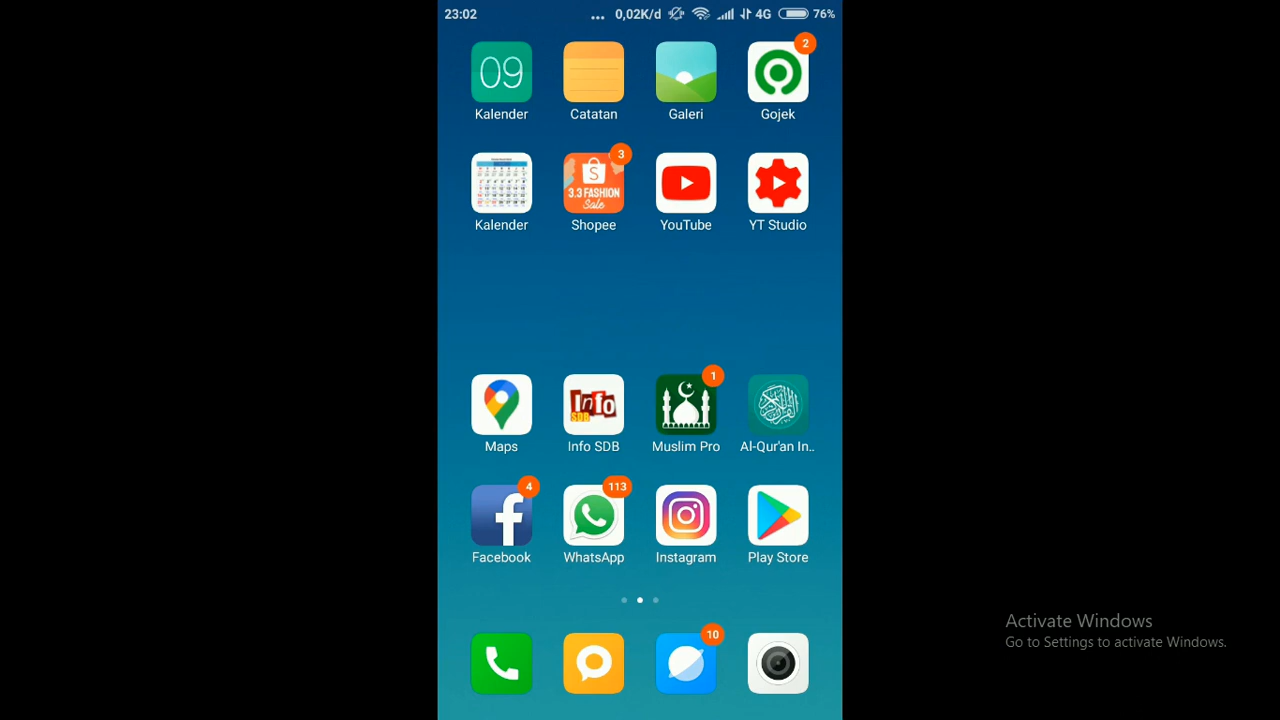 23:02 ... 0,02K/d 4G 76%
09 2
Kalender Catatan Galeri Gojek
3
S
3.3 FASHION
Sale
Kalender Shopee YouTube YT Studio
1
Info
SDB
Maps Info SDB Muslim Pro Al-Qur'an In..
4 113
Facebook WhatsApp Instagram Play Store
10
Activate Windows
Go to Settings to activate Windows.